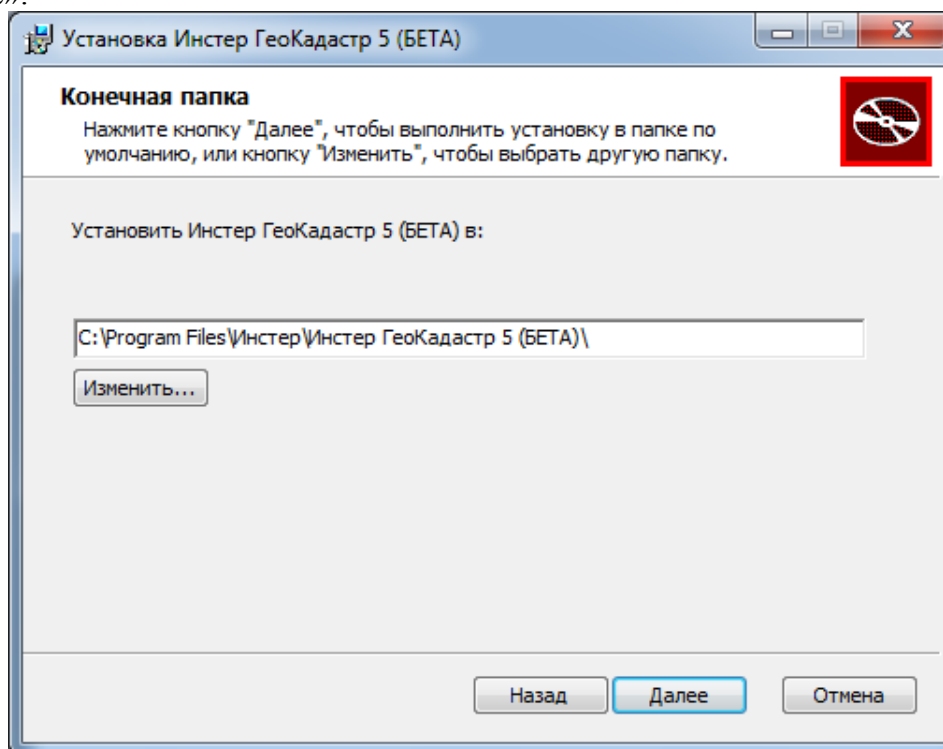 Установка Инстер ГеоКадастр 5 (БЕТА)
Конечная папка
Нажмите кнопку "Далее", чтобы выполнить установку в папке по
умолчанию, или кнопку "Изменить", чтобы выбрать другую папку.
Установить Инстер ГеоКадастр 5 (БЕТА) в:
C:\Program Files\Инстер\Инстер ГеоКадастр 5 (БЕТА)\
Изменить...
Назад Далее Отмена